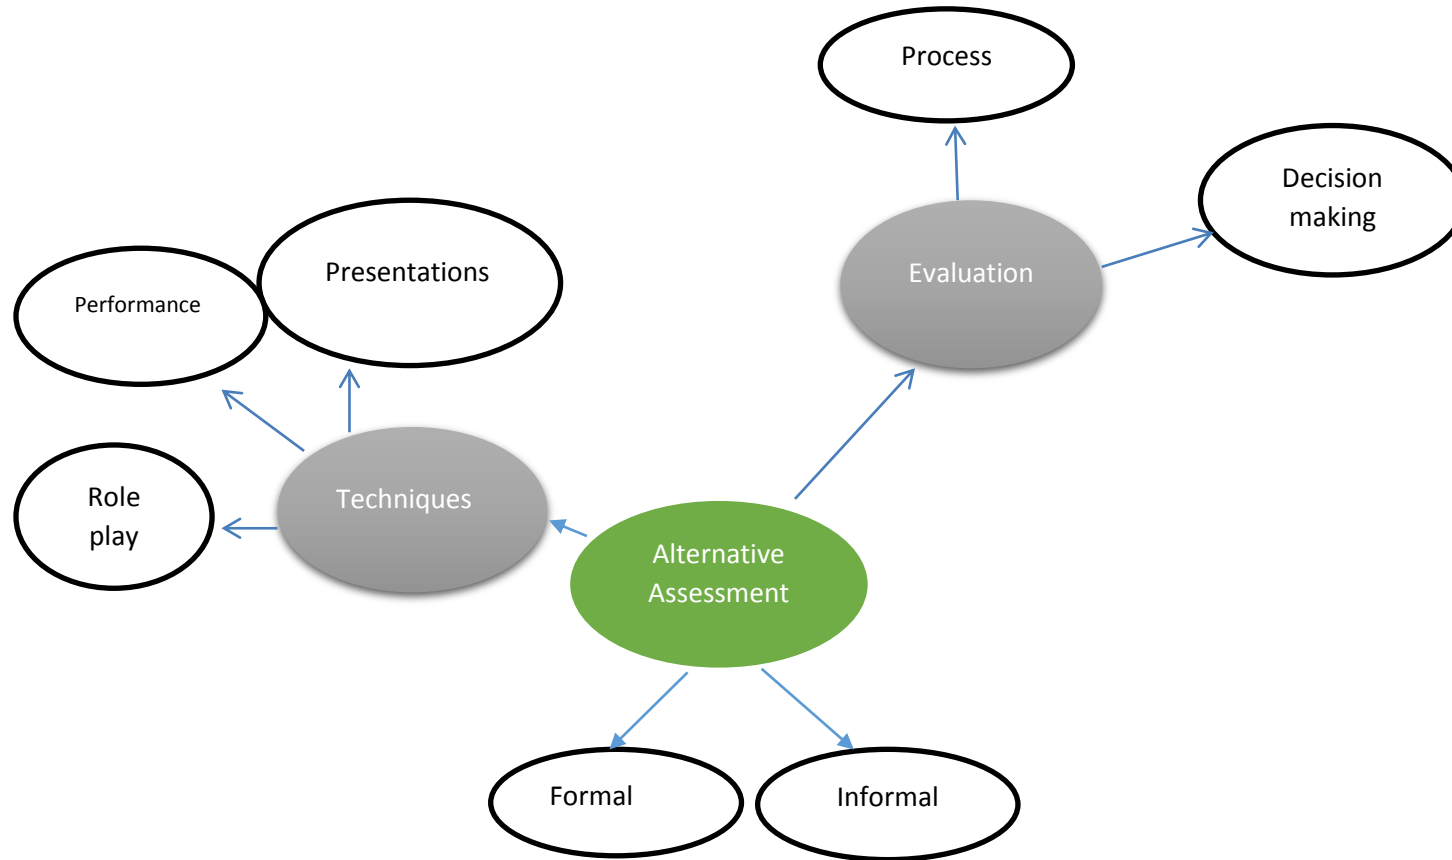 Process
Decision
making
Evaluation
Presentations
Performance
Techniques
Role
play
Alternative
Assessment
Formal
Informal